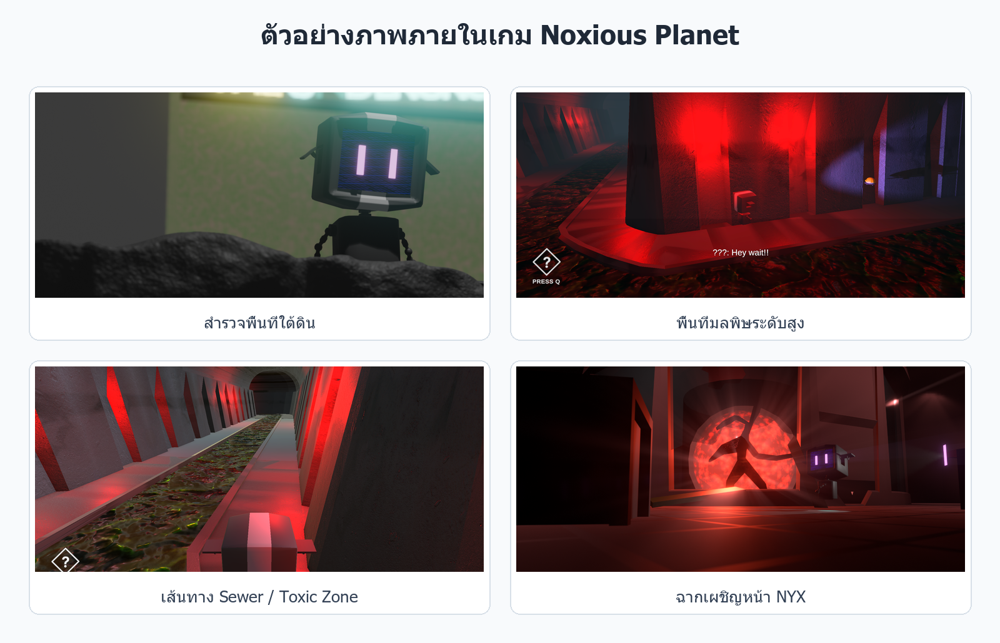 ตัวอย่างภาพภายในเกม Noxious Planet
???: Hey wait!!
?
PRESS Q
สำรวจพื้นที่ใต้ดิน
พื้นที่มลพิษระดับสูง
?
เส้นทาง Sewer / Toxic Zone
ฉากเผชิญหน้า NYX